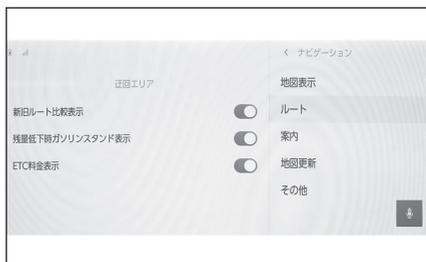 迂回エリア
新旧ルート比較表示
残量低下時ガソリンスタンド表示
ETC料金表示
ナビゲーション
地図表示
ルート
案内
地図更新
その他